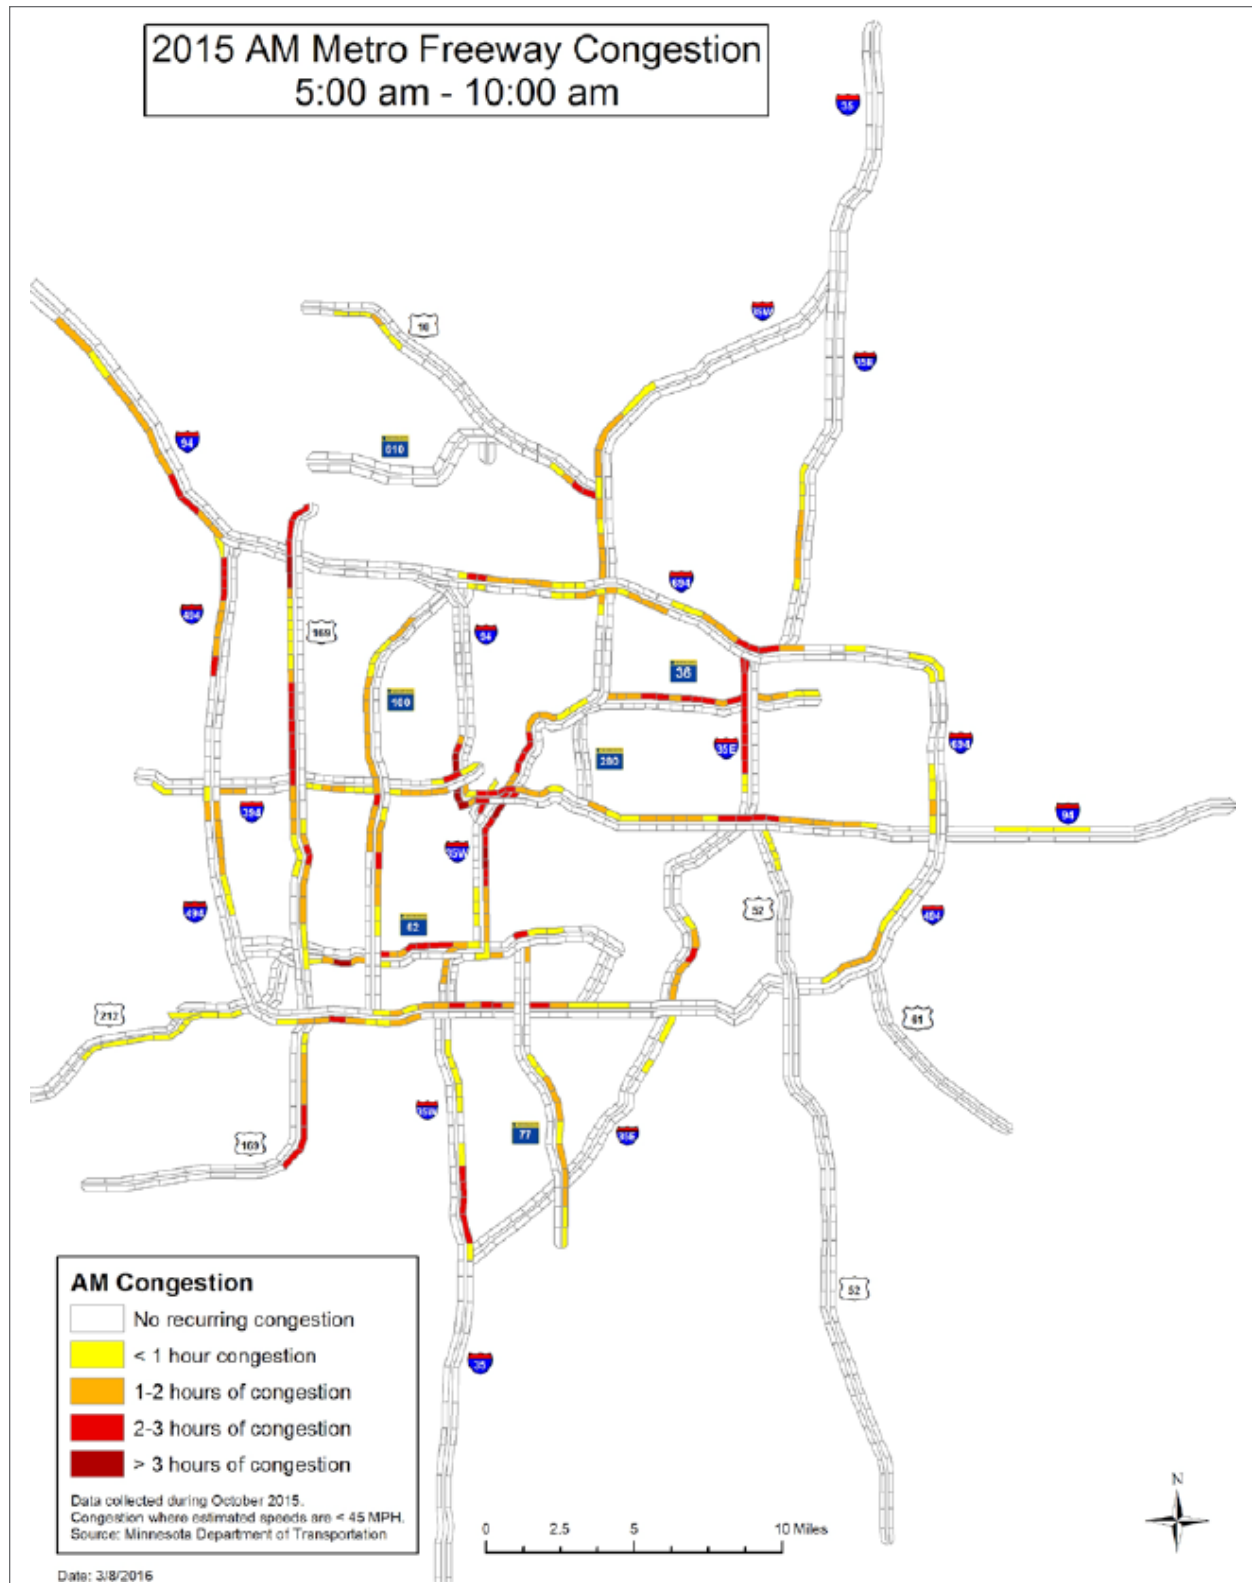 2015 AM Metro Freeway Congestion
5:00 am - 10:00 am
35
35W
10
35E
94
610
694
494
169
94
36
100
35E
694
280
394
94
35W
52
494
62
494
212
61
35W
77
35E
169
52
35
AM Congestion
No recurring congestion
< 1 hour congestion
1-2 hours of congestion
2-3 hours of congestion
> 3 hours of congestion
Data collected during October 2015.
Congestion where estimated speeds are < 45 MPH.
Source: Minnesota Department of Transportation
Date: 3/8/2016
0 2.5 5 10 Miles
N